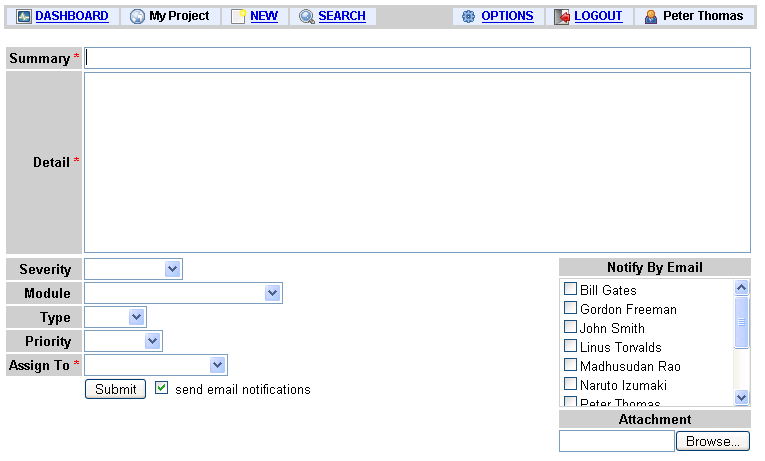 DASHBOARD My Project NEW SEARCH OPTIONS LOGOUT Peter Thomas
Summary *
Detail *
Severity
Module
Type
Priority
Assign To *
Submit send email notifications
Notify By Email
Bill Gates
Gordon Freeman
John Smith
Linus Torvalds
Madhusudan Rao
Naruto Izumaki
Peter Thomas
Attachment
Browse...